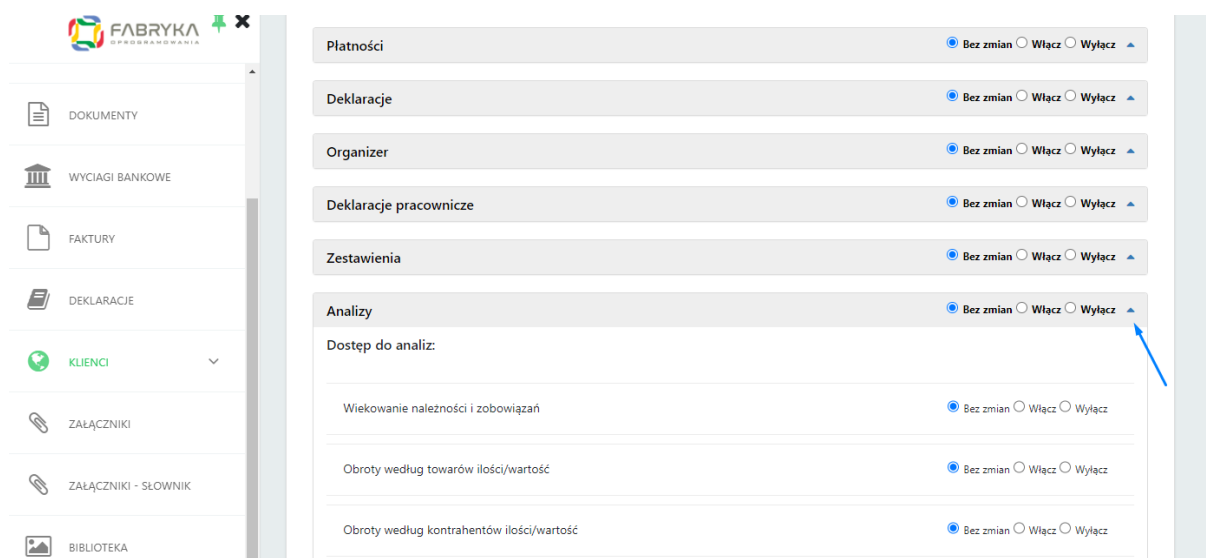 FABRYKA
OPROGRAMOWANIA
DOKUMENTY
WYCIAGI BANKOWE
FAKTURY
DEKLARACJE
KLIENCI
ZAŁĄCZNIKI
ZAŁĄCZNIKI - SŁOWNIK
BIBLIOTEKA
Płatności Bez zmian Włącz Wyłącz
Deklaracje Bez zmian Włącz Wyłącz
Organizer Bez zmian Włącz Wyłącz
Deklaracje pracownicze Bez zmian Włącz Wyłącz
Zestawienia Bez zmian Włącz Wyłącz
Analizy Bez zmian Włącz Wyłącz
Dostęp do analiz:
Wiekowanie należności i zobowiązań Bez zmian Włącz Wyłącz
Obroty według towarów ilości/wartość Bez zmian Włącz Wyłącz
Obroty według kontrahentów ilości/wartość Bez zmian Włącz Wyłącz